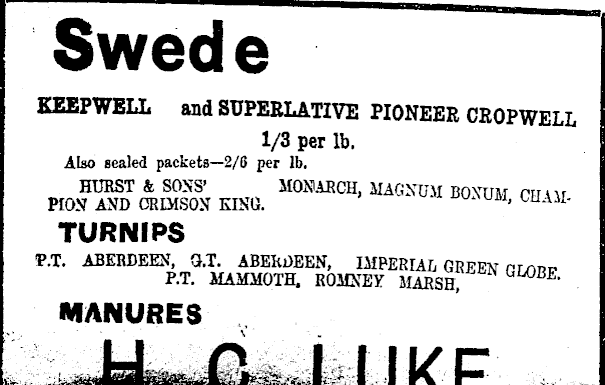 Swede
KEEPWELL and SUPERLATIVE PIONEER CROPWELL
1/3 per lb.
Also sealed packets—2/6 per lb.
HURST & SONS' MONARCH, MAGNUM BONUM, CHAM-
PION AND CRIMSON KING.
TURNIPS
P.T. ABERDEEN, G.T. ABERDEEN, IMPERIAL GREEN GLOBE.
P.T. MAMMOTH, ROMNEY MARSH,
MANURES
H. C. LUKE